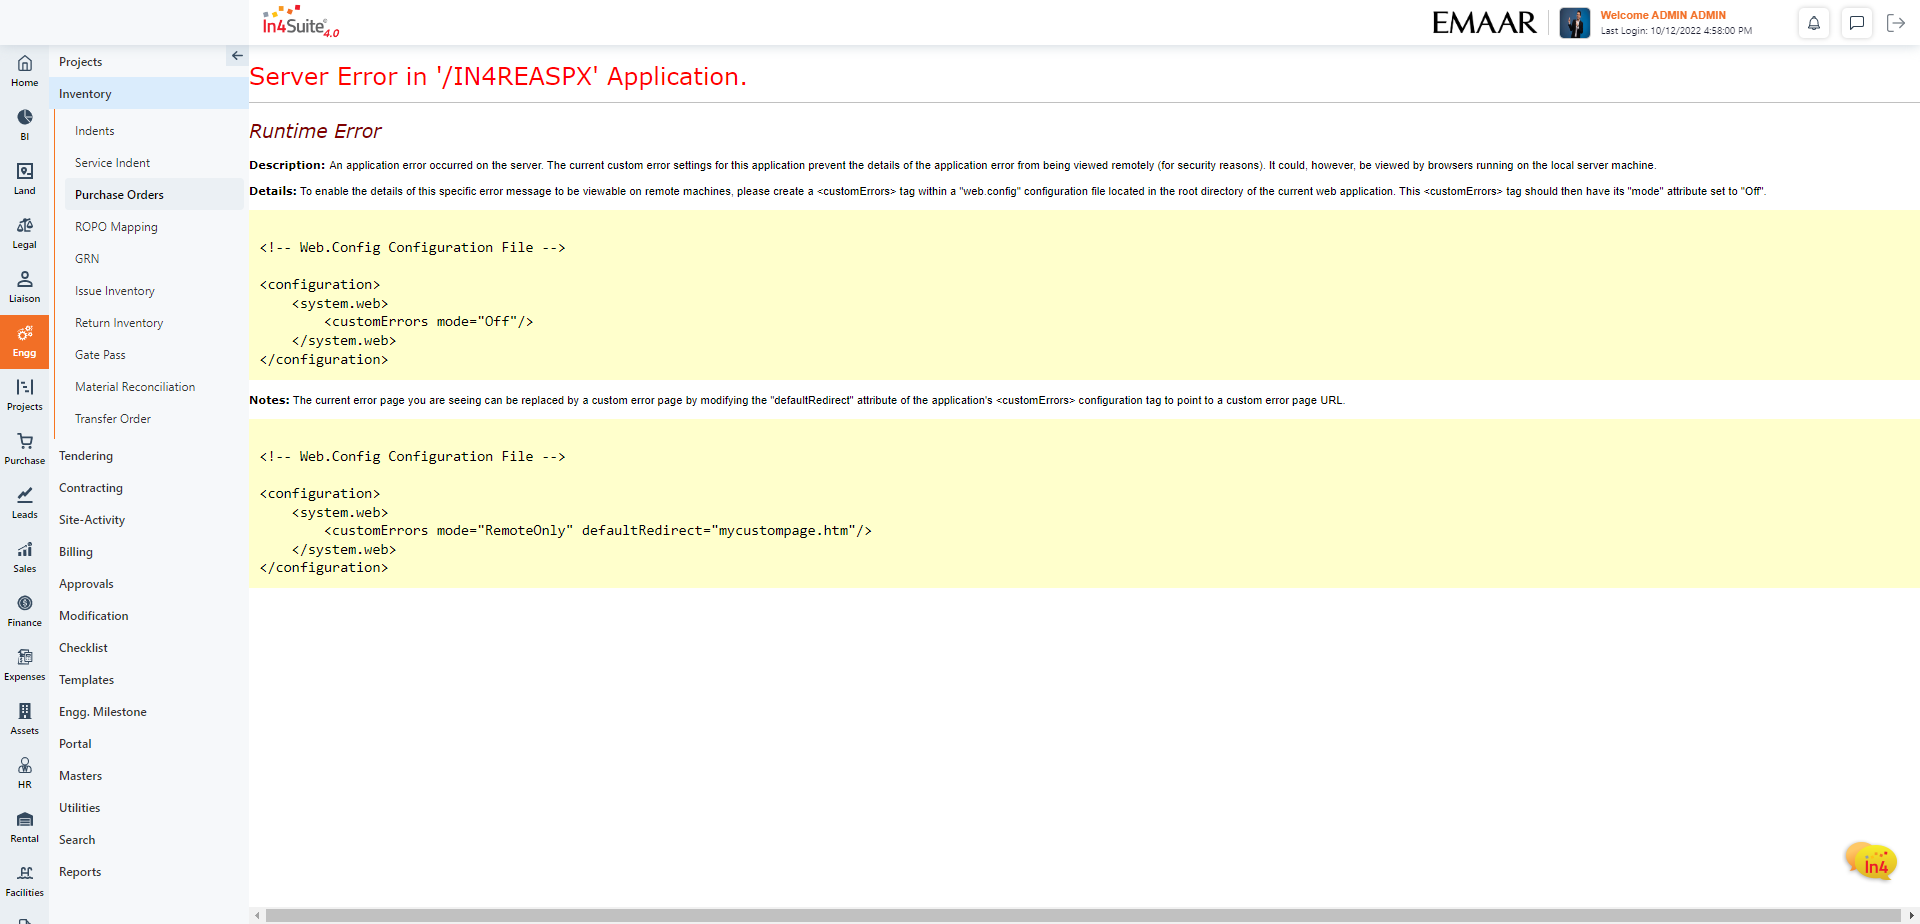 In4Suite® 4.0
EMAAR
Welcome ADMIN ADMIN
Last Login: 10/12/2022 4:58:00 PM
Home
BI
Land
Legal
Liaison
Engg
Projects
Purchase
Leads
Sales
Finance
Expenses
Assets
HR
Rental
Facilities
Projects
Inventory
Indents
Service Indent
Purchase Orders
ROPO Mapping
GRN
Issue Inventory
Return Inventory
Gate Pass
Material Reconciliation
Transfer Order
Tendering
Contracting
Site-Activity
Billing
Approvals
Modification
Checklist
Templates
Engg. Milestone
Portal
Masters
Utilities
Search
Reports
Server Error in '/IN4REASPX' Application.
Runtime Error
Description: An application error occurred on the server. The current custom error settings for this application prevent the details of the application error from being viewed remotely (for security reasons). It could, however, be viewed by browsers running on the local server machine.
Details: To enable the details of this specific error message to be viewable on remote machines, please create a <customErrors> tag within a "web.config" configuration file located in the root directory of the current web application. This <customErrors> tag should then have its "mode" attribute set to "Off".
<!-- Web.Config Configuration File -->
<configuration>
    <system.web>
        <customErrors mode="Off"/>
    </system.web>
</configuration>
Notes: The current error page you are seeing can be replaced by a custom error page by modifying the "defaultRedirect" attribute of the application's <customErrors> configuration tag to point to a custom error page URL.
<!-- Web.Config Configuration File -->
<configuration>
    <system.web>
        <customErrors mode="RemoteOnly" defaultRedirect="mycustompage.htm"/>
    </system.web>
</configuration>
in4